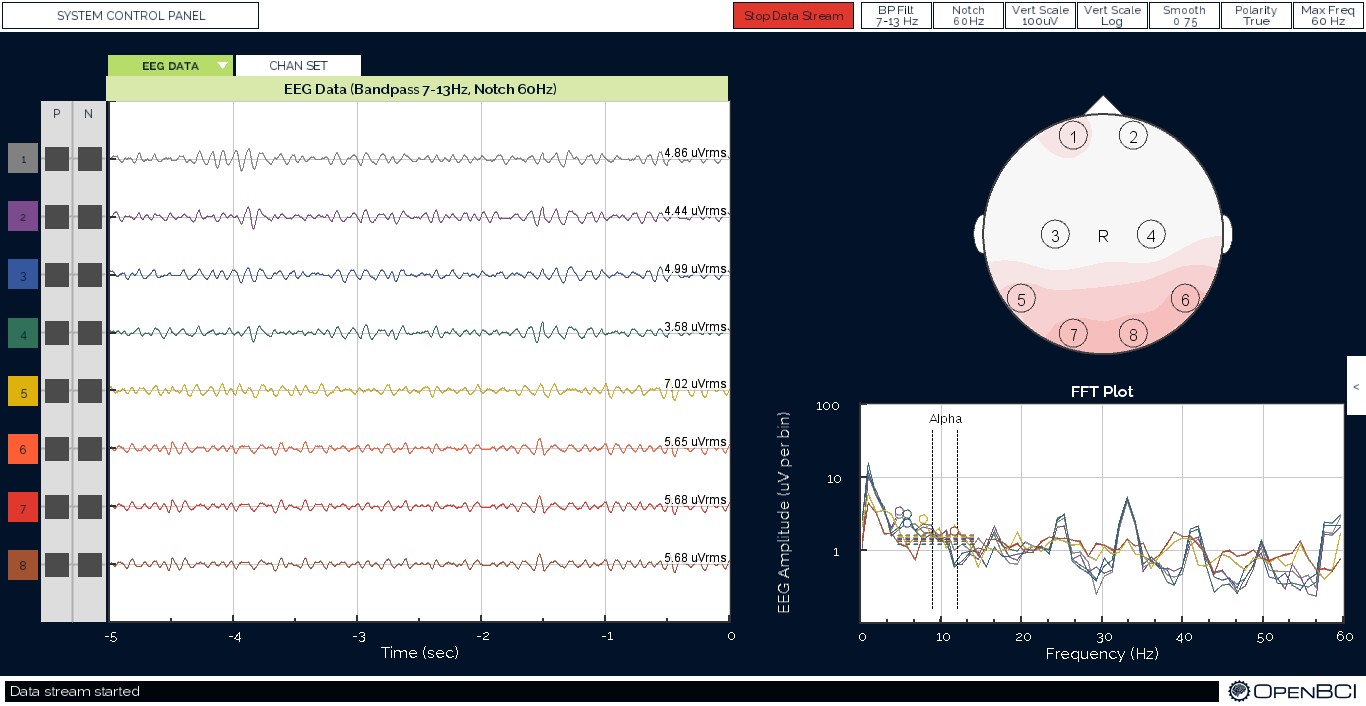 SYSTEM CONTROL PANEL
Stop Data Stream
BP Filt
7-13 Hz
Notch
60Hz
Vert Scale
100uV
Vert Scale
Log
Smooth
0.75
Polarity
True
Max Freq
60 Hz
EEG DATA
CHAN SET
EEG Data (Bandpass 7-13Hz, Notch 60Hz)
P N
1
4.86 uVrms
2
4.44 uVrms
3
4.99 uVrms
4
3.58 uVrms
5
7.02 uVrms
6
5.65 uVrms
7
5.68 uVrms
8
5.68 uVrms
-5 -4 -3 -2 -1 0
Time (sec)
1 2
3 R 4
5 6
7 8
<
FFT Plot
EEG Amplitude (uV per bin)
100
10
1
Alpha
0 10 20 30 40 50 60
Frequency (Hz)
Data stream started
OpenBCI